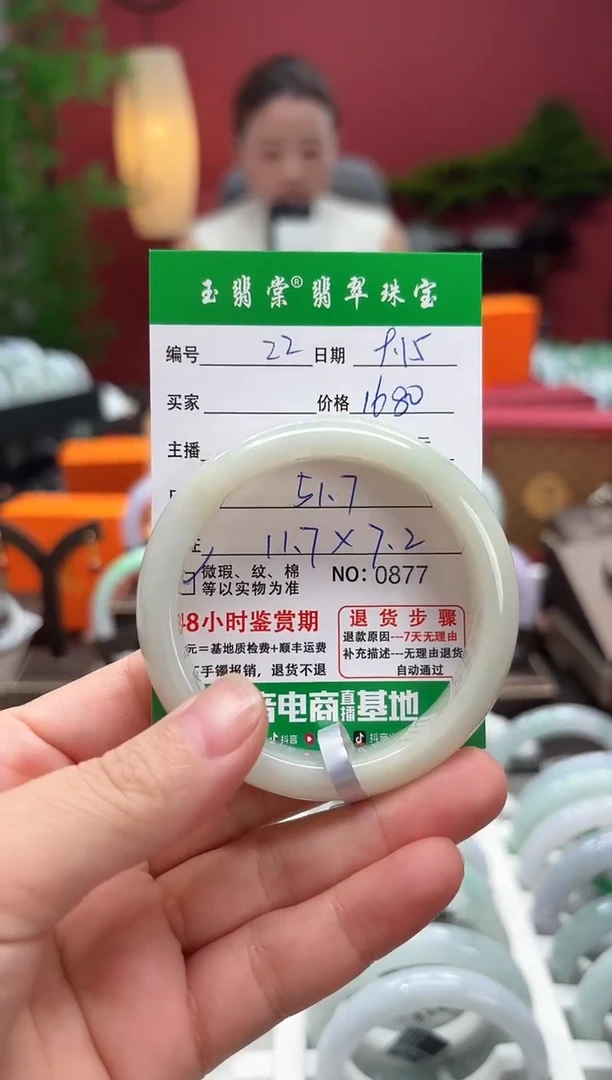 玉翡棠®翡翠珠宝
编号 22 日期 9.15
买家 价格 1680
主播
51.7
11.7×7.2
微瑕、纹、棉
等以实物为准
NO: 0877
48小时鉴赏期
元=基地质检费+顺丰运费
手镯报销，退货不退
退货步骤
退款原因---7天无理由
补充描述---无理由退货
自动通过
音电商直播基地
抖音 抖音